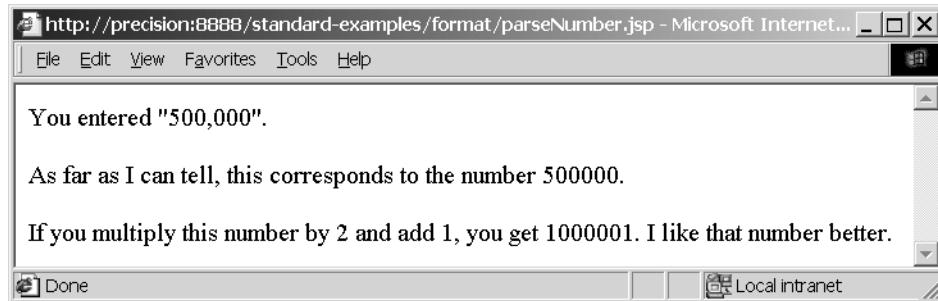 http://precision:8888/standard-examples/format/parseNumber.jsp - Microsoft Internet...
File Edit View Favorites Tools Help
You entered "500,000".
As far as I can tell, this corresponds to the number 500000.
If you multiply this number by 2 and add 1, you get 1000001. I like that number better.
Done Local intranet